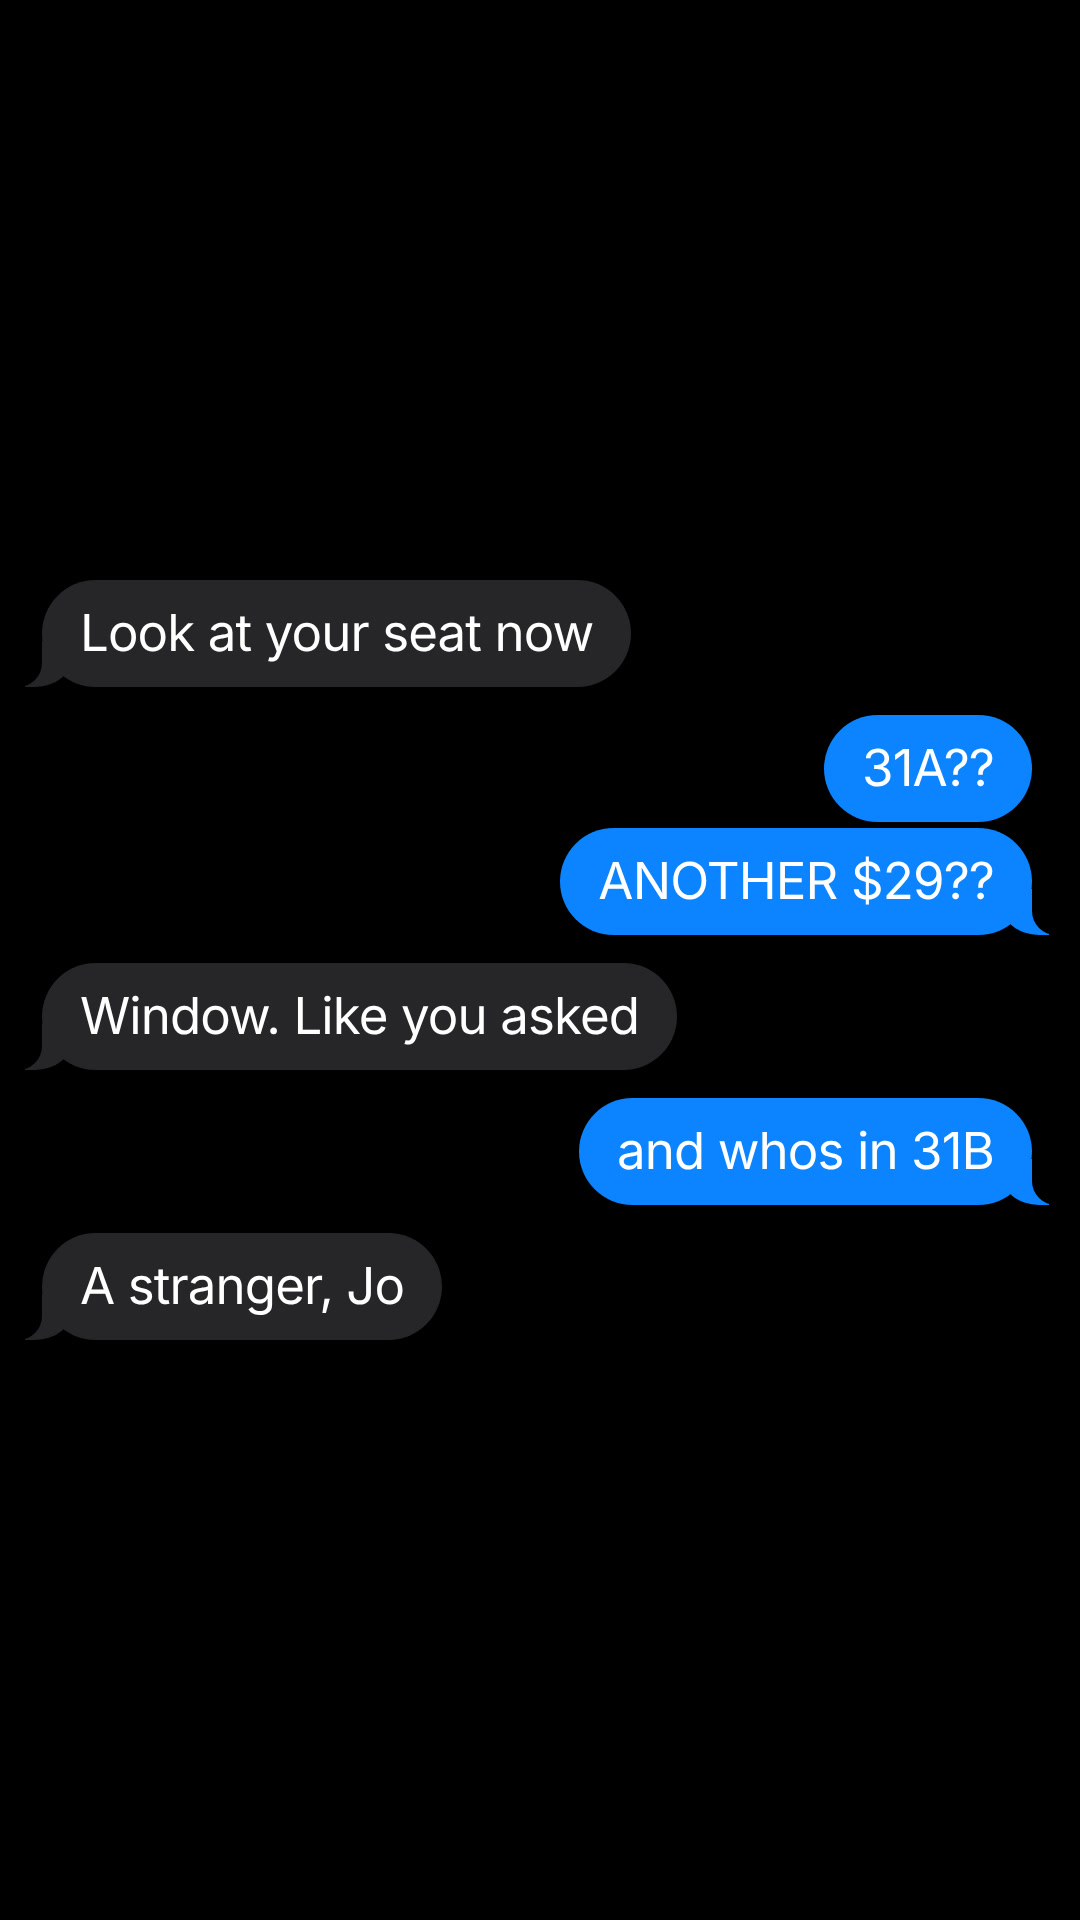 Look at your seat now
31A??
ANOTHER $29??
Window. Like you asked
and whos in 31B
A stranger, Jo